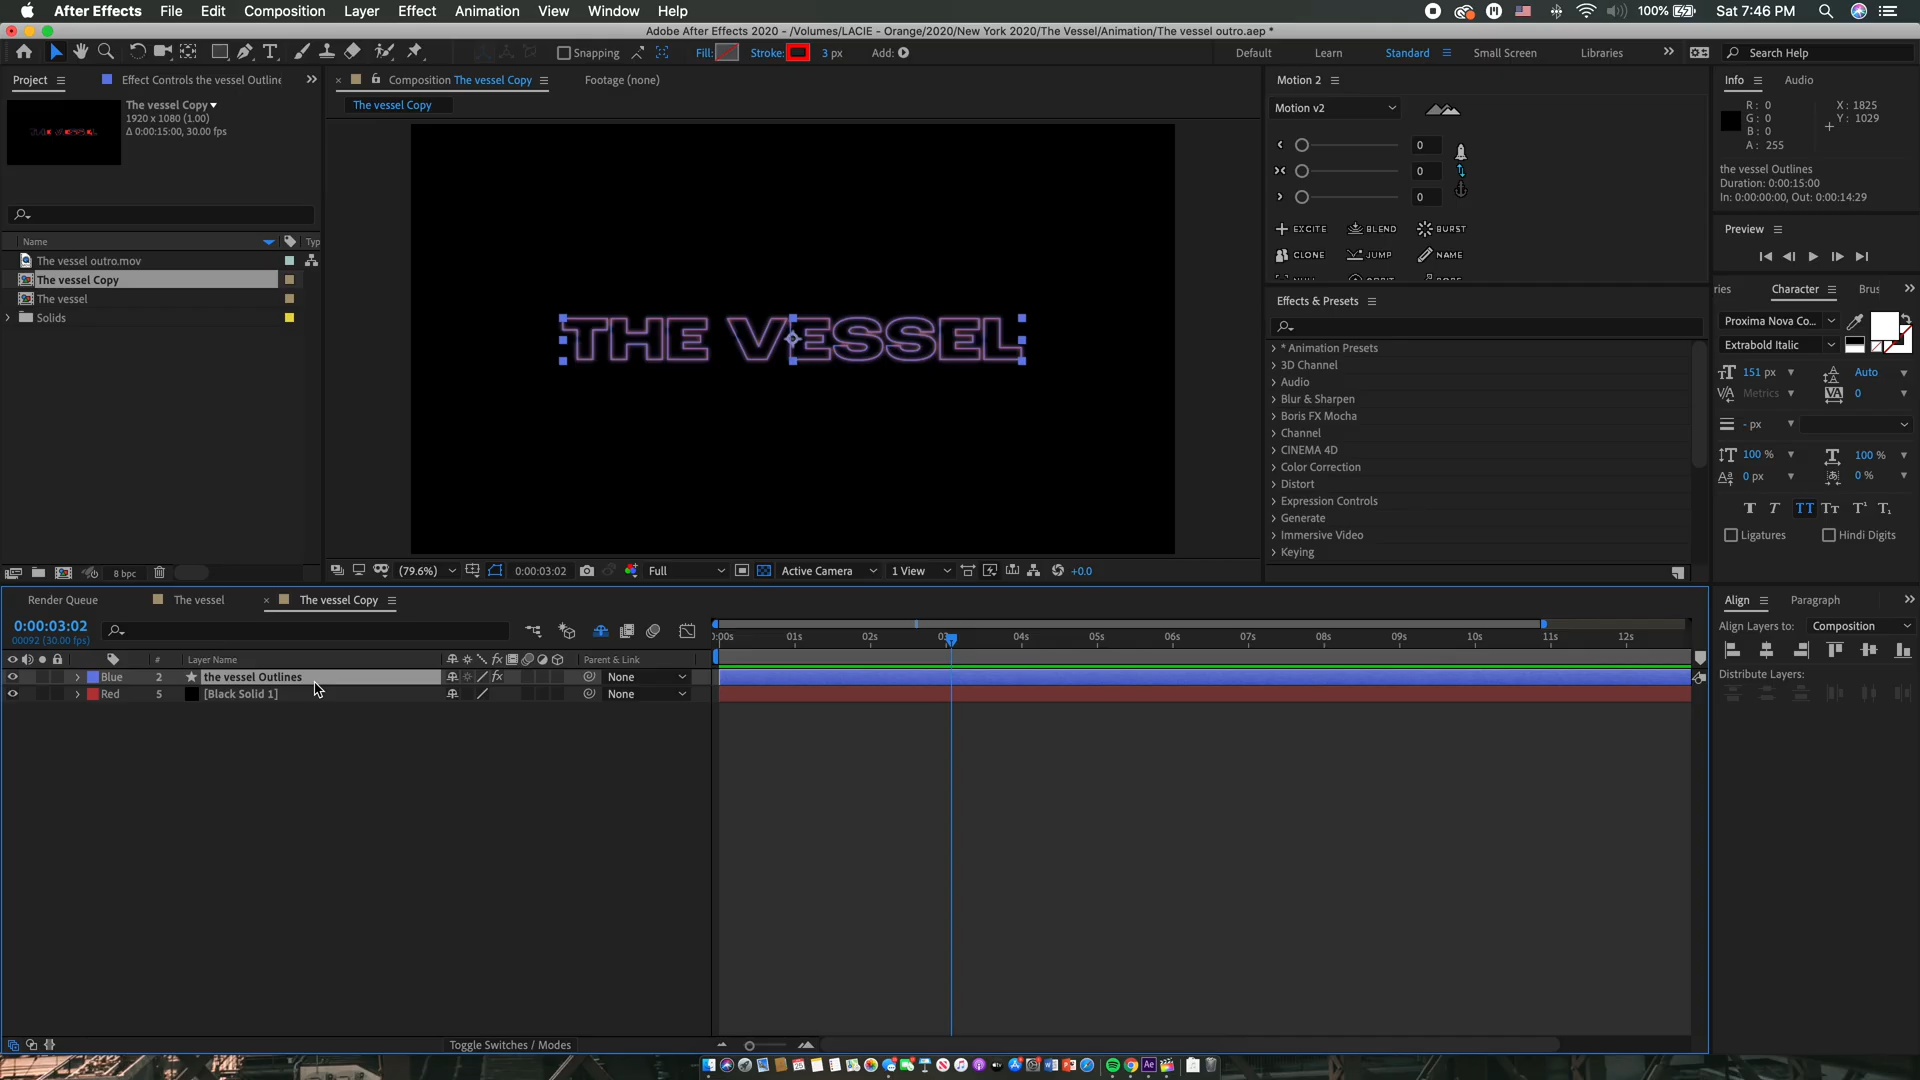 After Effects File Edit Composition Layer Effect Animation View Window Help 100% Sat 7:46 PM
Adobe After Effects 2020 - /Volumes/LACIE - Orange/2020/New York 2020/The Vessel/Animation/The vessel outro.aep *
Snapping Fill: Stroke: 3 px Add: Default Learn Standard Small Screen Libraries Search Help
Project Effect Controls the vessel Outline Composition The vessel Copy Footage (none) Motion 2 Info Audio
The vessel Copy
1920 x 1080 (1.00)
Δ 0:00:15:00, 30.00 fps
The vessel Copy
Motion v2
R: 0 X: 1825
G: 0 Y: 1029
B: 0
A: 255
0
0
0
the vessel Outlines
Duration: 0:00:15:00
In: 0:00:00:00, Out: 0:00:14:29
EXCITE BLEND BURST
CLONE JUMP NAME
Preview
Name Typ
The vessel outro.mov
The vessel Copy
The vessel
Solids
THE VESSEL
Effects & Presets
* Animation Presets
3D Channel
Audio
Blur & Sharpen
Boris FX Mocha
Channel
CINEMA 4D
Color Correction
Distort
Expression Controls
Generate
Immersive Video
Keying
ries Character Brus
Proxima Nova Co...
Extrabold Italic
151 px Auto
Metrics 0
- px
100 % 100 %
0 px 0 %
Ligatures Hindi Digits
8 bpc
(79.6%) 0:00:03:02 Full Active Camera 1 View +0.0
Render Queue The vessel The vessel Copy
0:00:03:02
00092 (30.00 fps)
:00s 01s 02s 03 04s 05s 06s 07s 08s 09s 10s 11s 12s
# Layer Name Parent & Link
Blue 2 the vessel Outlines None
Red 5 [Black Solid 1] None
Align Paragraph
Align Layers to: Composition
Distribute Layers:
Toggle Switches / Modes